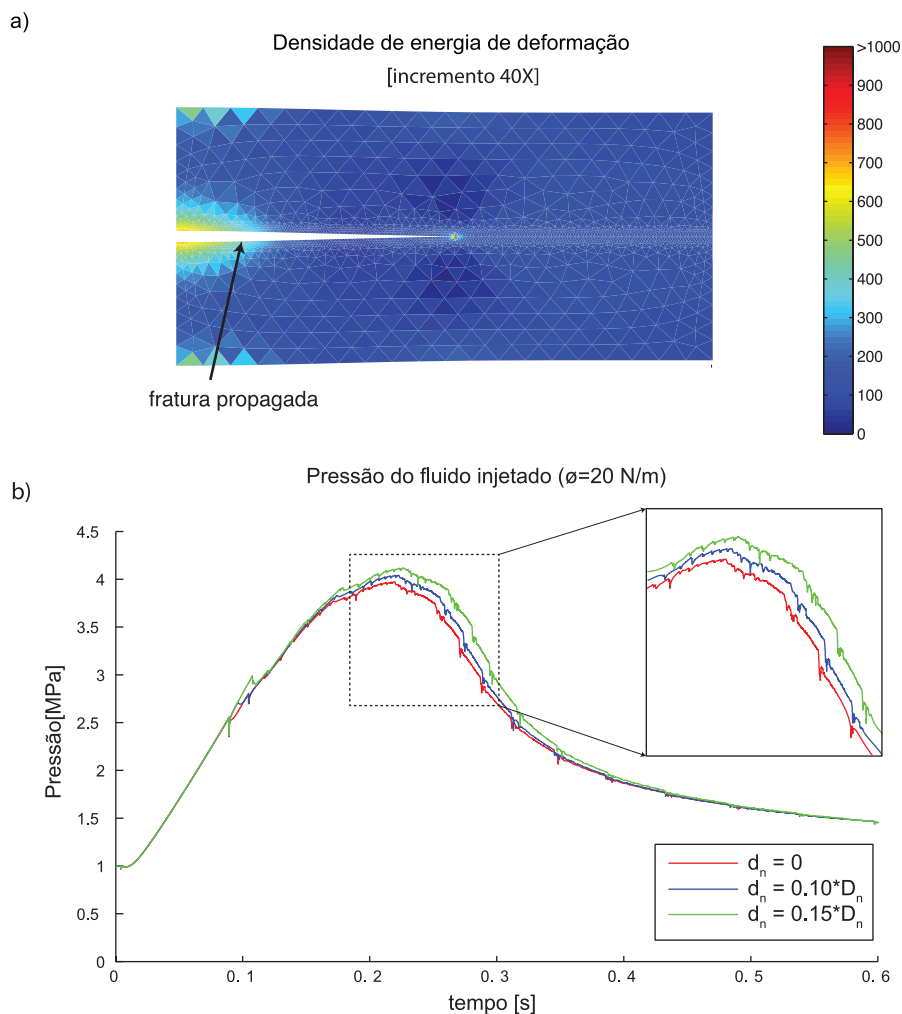 a)
Densidade de energia de deformação
[incremento 40X]
>1000
900
800
700
600
500
400
300
200
100
0
fratura propagada
b)
Pressão do fluido injetado (ø=20 N/m)
4.5
4
3.5
3
2.5
2
1.5
1
0.5
0
Pressão[MPa]
0
0.1
0.2
0.3
0.4
0.5
0.6
tempo [s]
d_n = 0
d_n = 0.10*D_n
d_n = 0.15*D_n